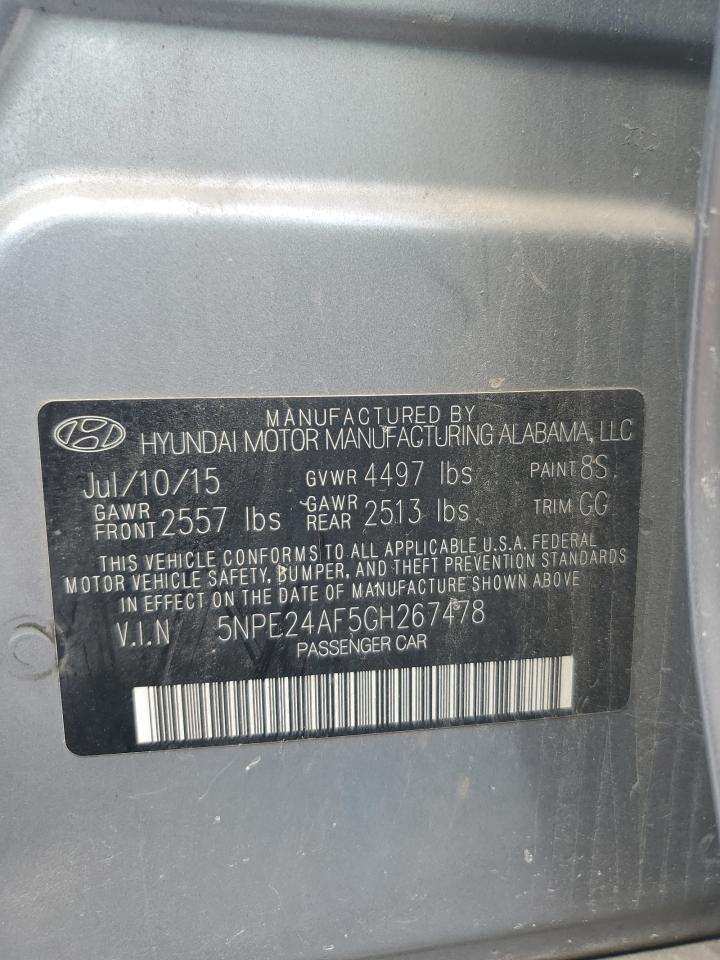 MANUFACTURED BY
HYUNDAI MOTOR MANUFACTURING ALABAMA, LLC
Jul/10/15 GVWR 4497 lbs PAINT 8S
GAWR FRONT 2557 lbs GAWR REAR 2513 lbs TRIM GG
THIS VEHICLE CONFORMS TO ALL APPLICABLE U.S.A. FEDERAL
MOTOR VEHICLE SAFETY, BUMPER, AND THEFT PREVENTION STANDARDS
IN EFFECT ON THE DATE OF MANUFACTURE SHOWN ABOVE
V.I.N 5NPE24AF5GH267478
PASSENGER CAR